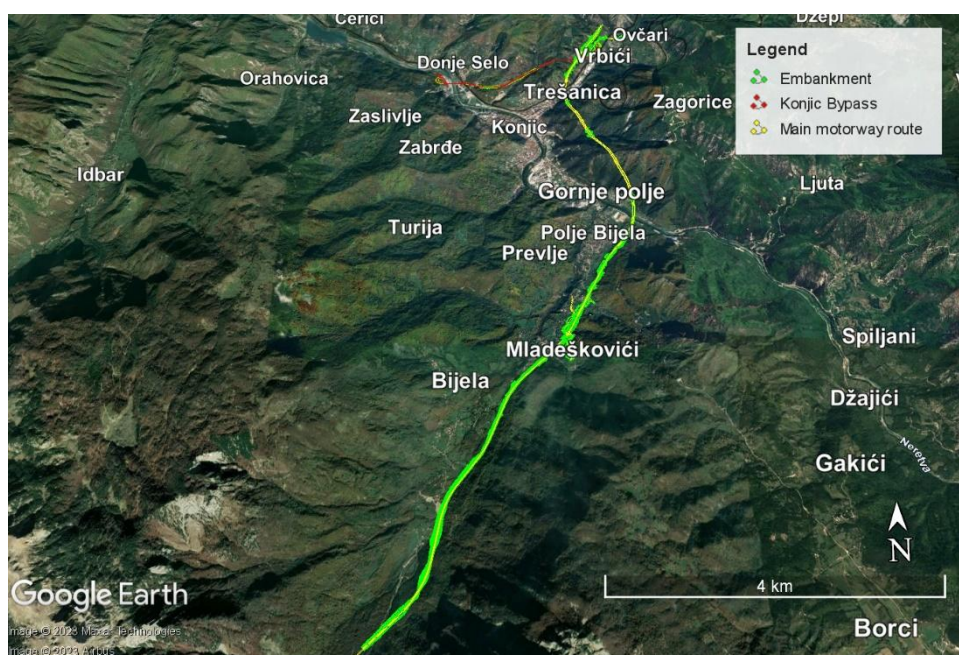 Čerići
Džepi
Ovčari
Vrbići
Legend
Embankment
Konjic Bypass
Main motorway route
Donje Selo
Orahovica
Trešanica
Zagorice
Zaslivlje
Konjic
Zabrđe
Idbar
Ljuta
Gornje polje
Turija
Polje Bijela
Prevlje
Spiljani
Mladeškovići
Bijela
Džajići
Neretva
Gakići
N
4 km
Google Earth
Image © 2023 Maxar Technologies
Image © 2023 Airbus
Borci